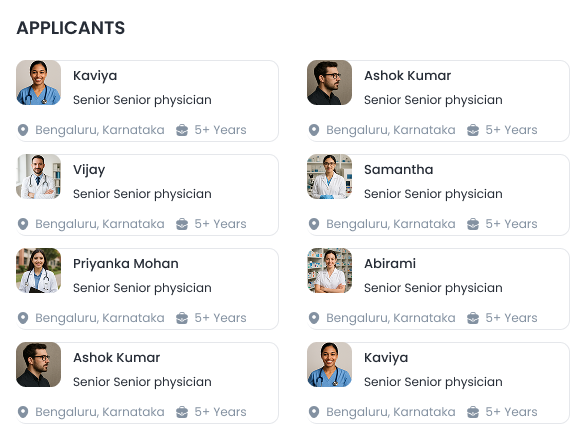 APPLICANTS
Kaviya
Senior Senior physician
Bengaluru, Karnataka 5+ Years
Ashok Kumar
Senior Senior physician
Bengaluru, Karnataka 5+ Years
Vijay
Senior Senior physician
Bengaluru, Karnataka 5+ Years
Samantha
Senior Senior physician
Bengaluru, Karnataka 5+ Years
Priyanka Mohan
Senior Senior physician
Bengaluru, Karnataka 5+ Years
Abirami
Senior Senior physician
Bengaluru, Karnataka 5+ Years
Ashok Kumar
Senior Senior physician
Bengaluru, Karnataka 5+ Years
Kaviya
Senior Senior physician
Bengaluru, Karnataka 5+ Years